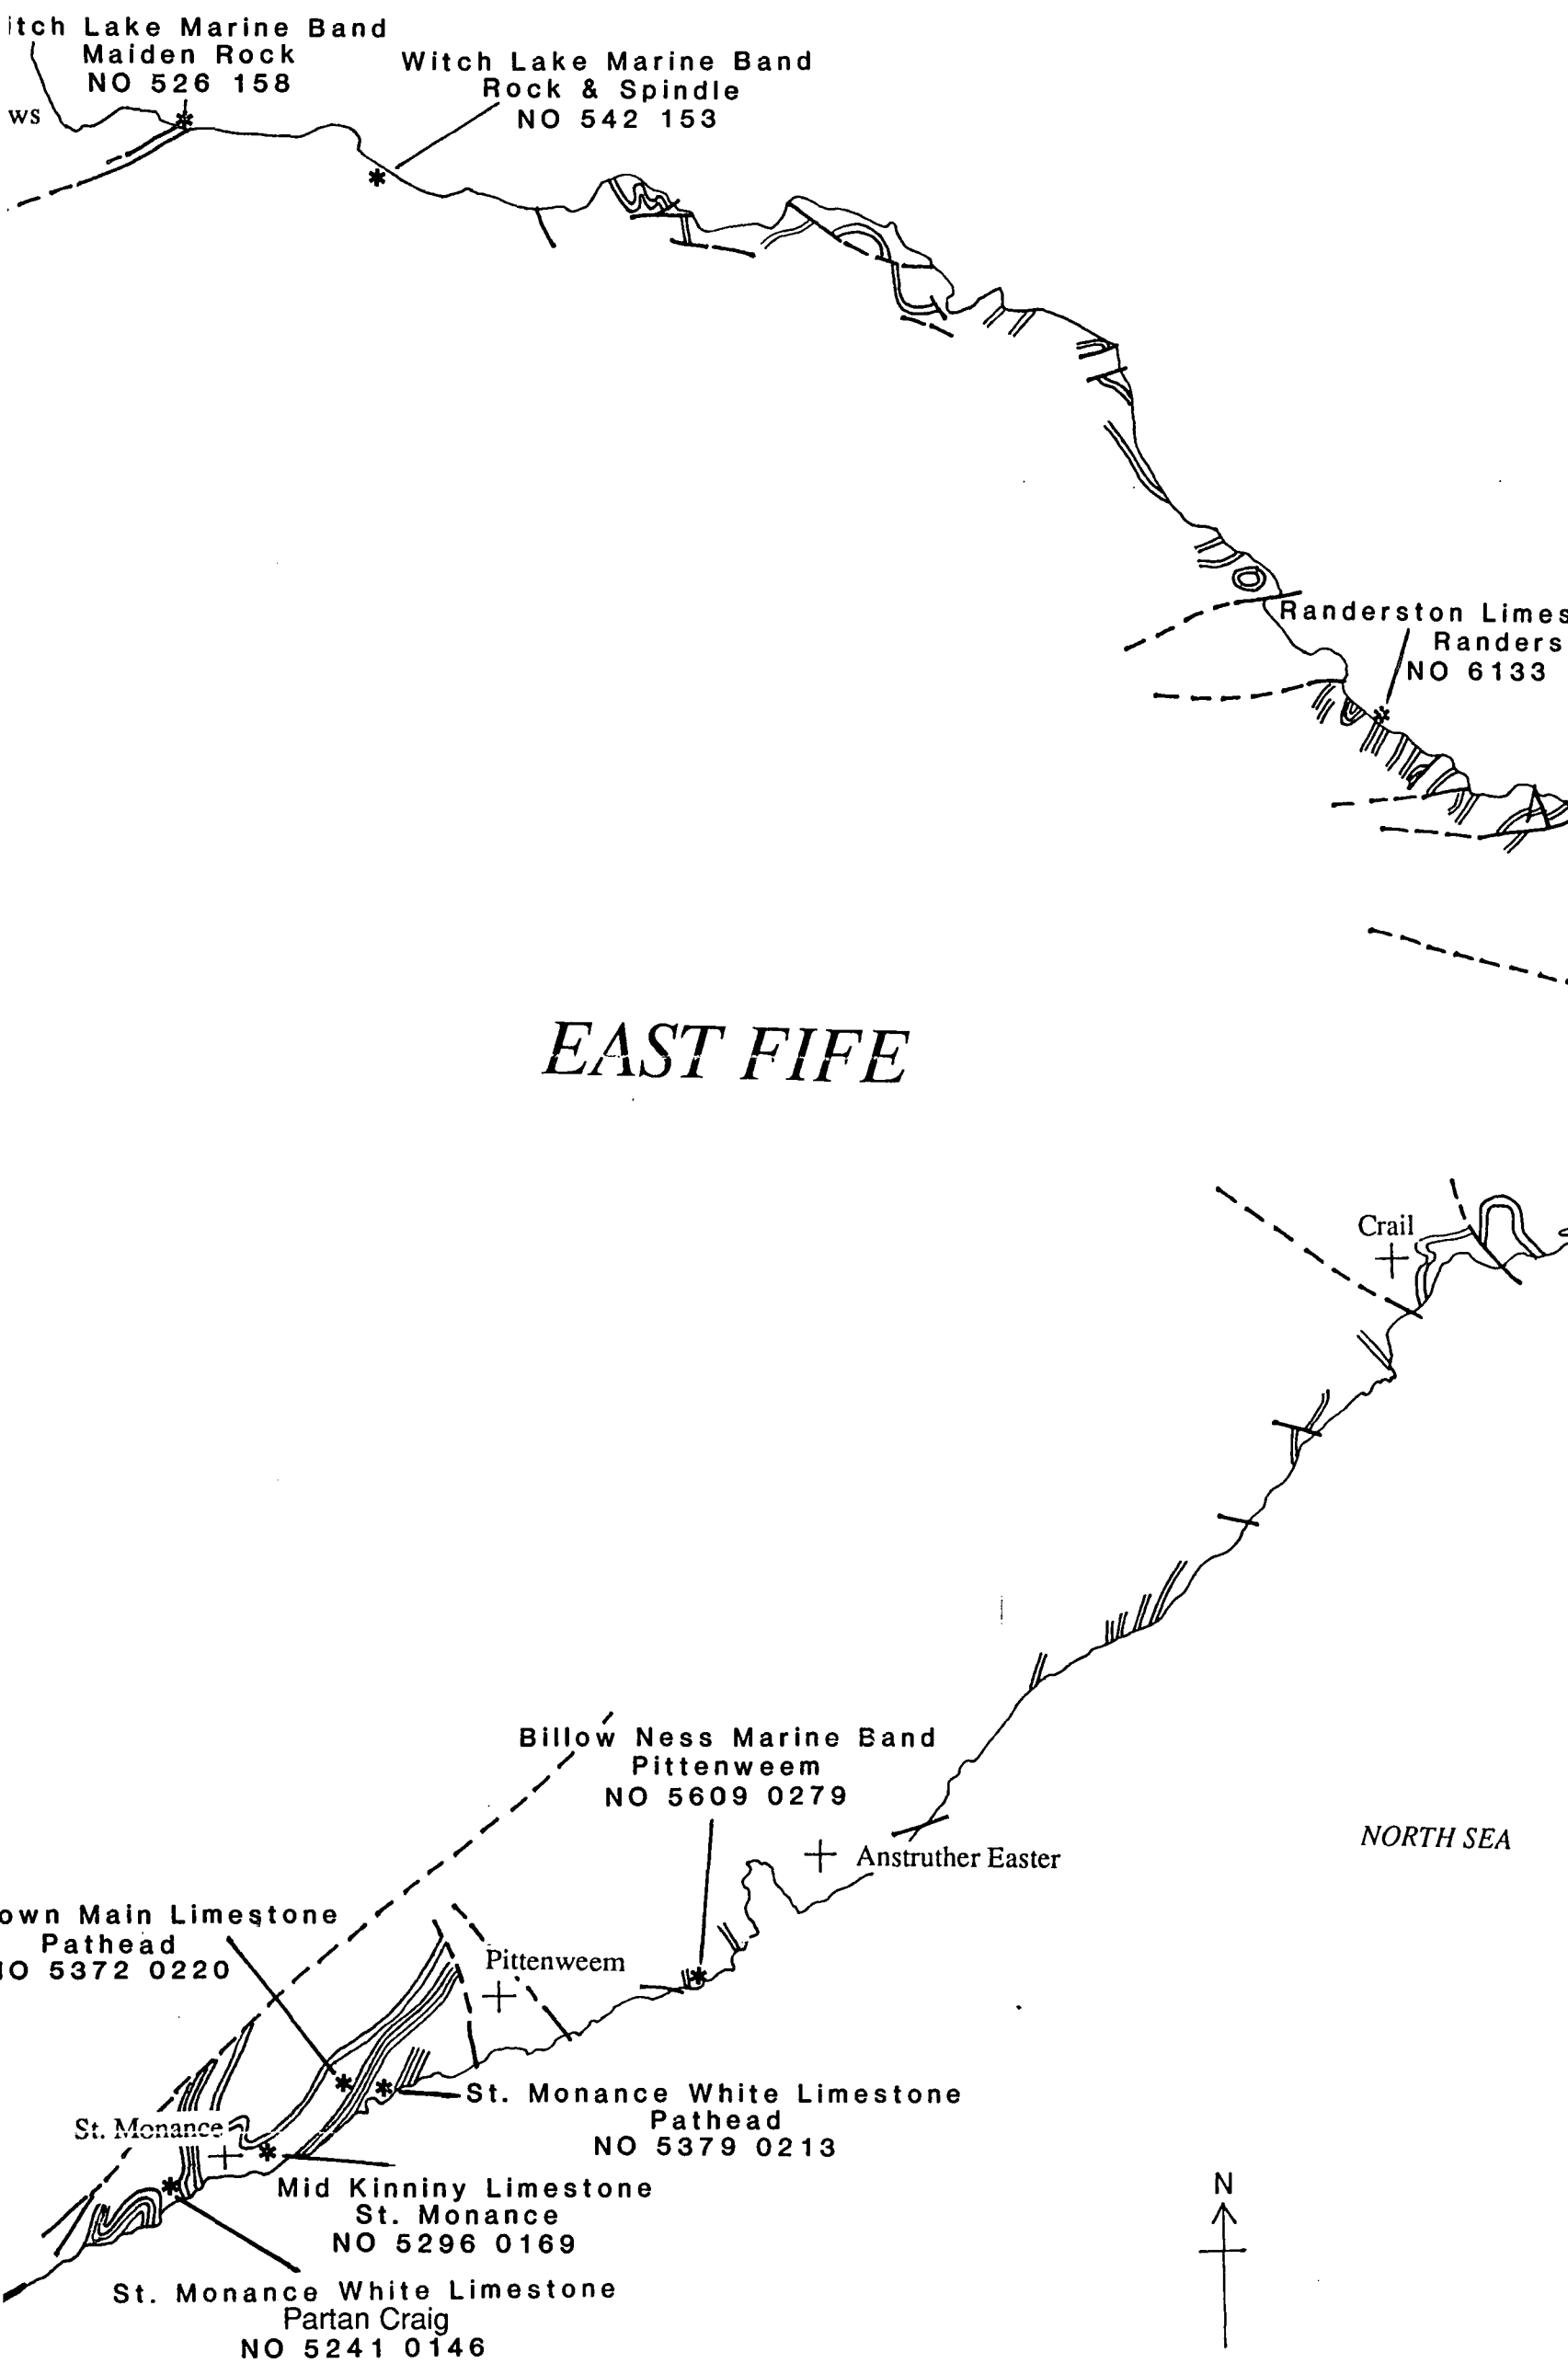 itch Lake Marine Band
Maiden Rock
NO 526 158
ws
Witch Lake Marine Band
Rock & Spindle
NO 542 153
Randerston Limes
Randers
NO 6133
EAST FIFE
Crail
Billow Ness Marine Band
Pittenweem
NO 5609 0279
NORTH SEA
Anstruther Easter
own Main Limestone
Pathead
NO 5372 0220
Pittenweem
St. Monance White Limestone
Pathead
NO 5379 0213
St. Monance
Mid Kinniny Limestone
St. Monance
NO 5296 0169
N
St. Monance White Limestone
Partan Craig
NO 5241 0146